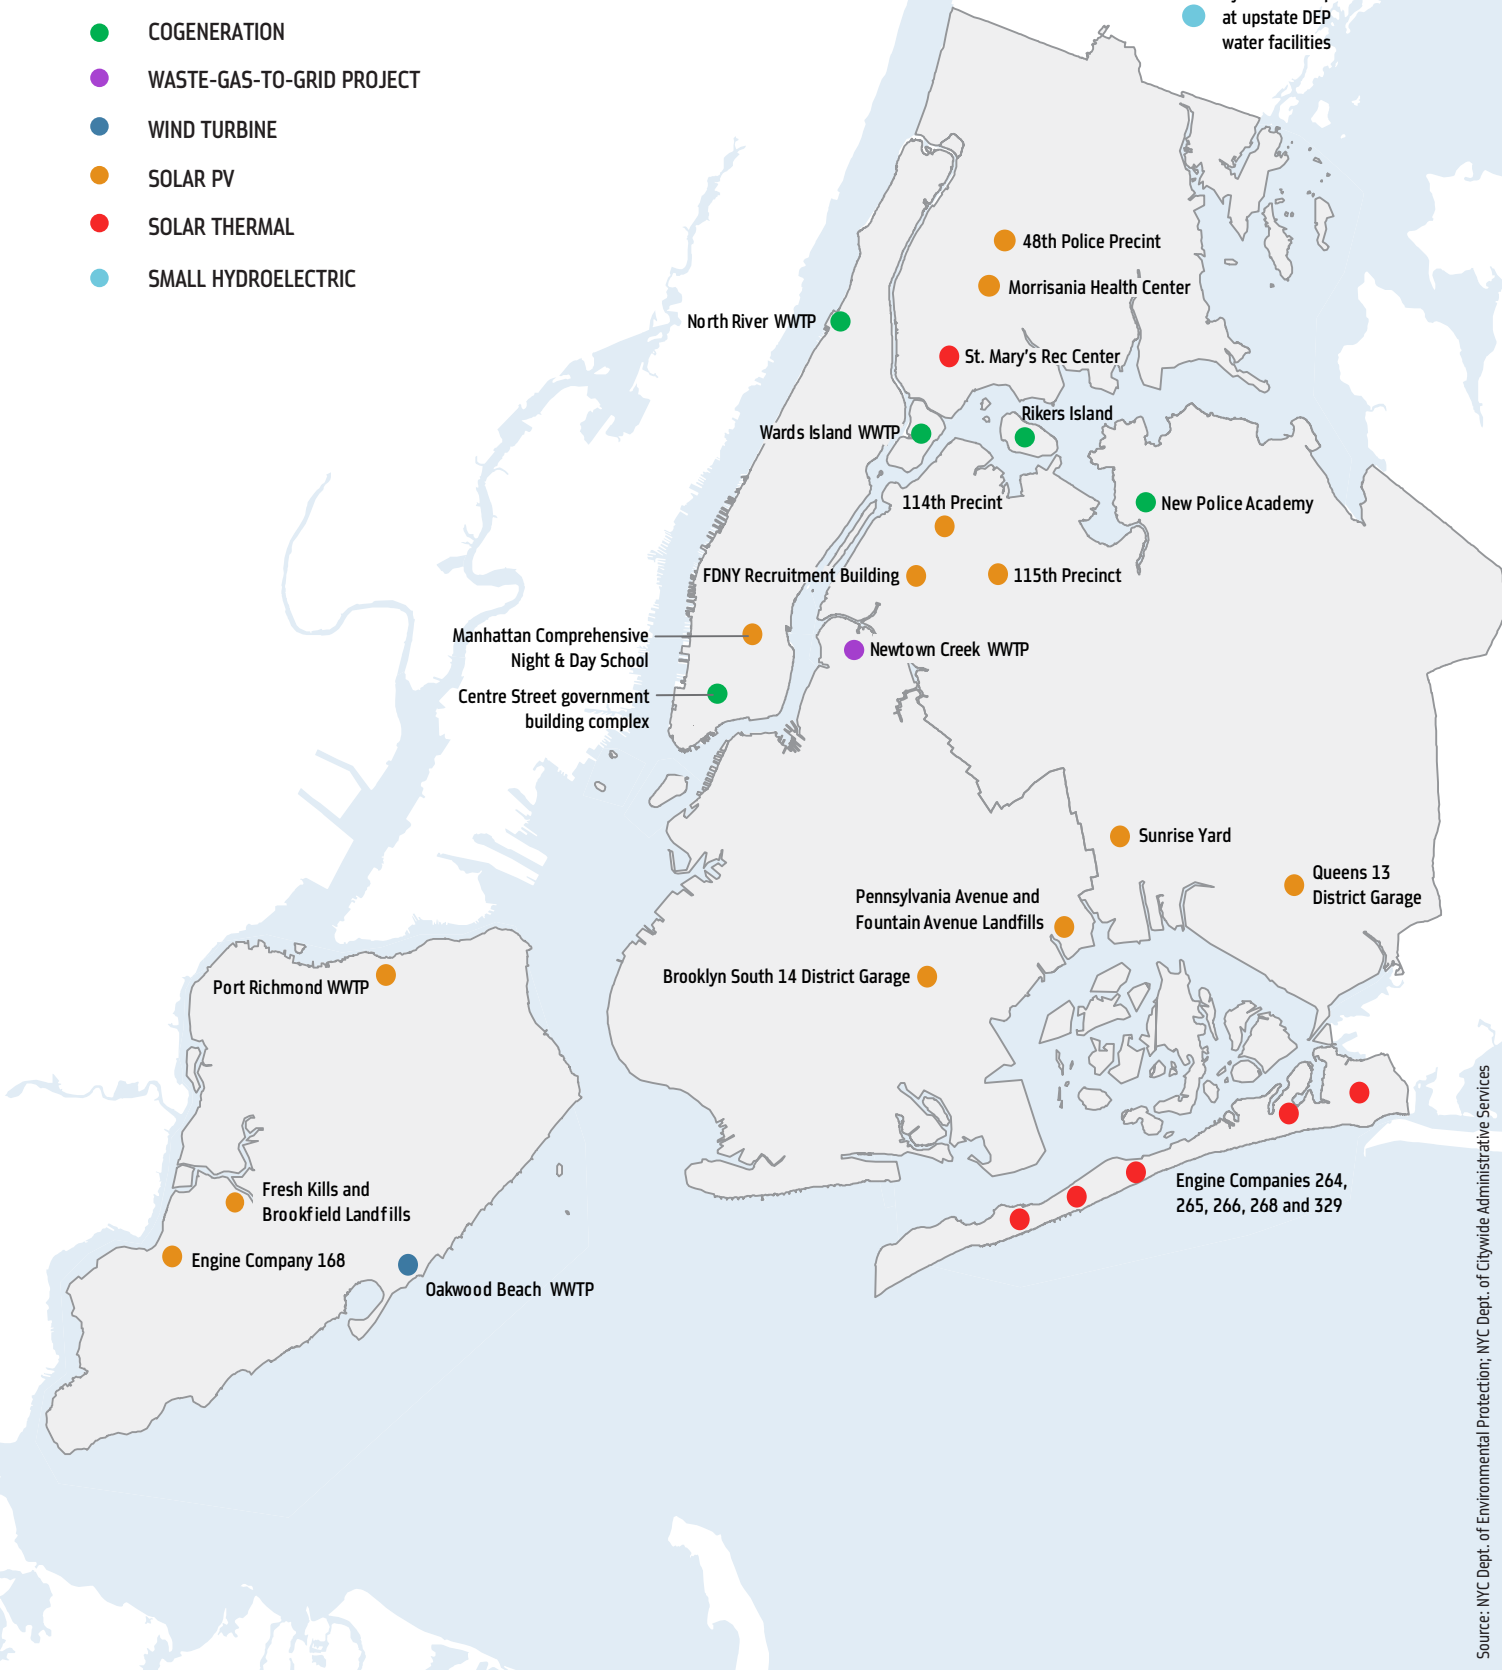 COGENERATION
WASTE-GAS-TO-GRID PROJECT
WIND TURBINE
SOLAR PV
SOLAR THERMAL
SMALL HYDROELECTRIC
at upstate DEP
water facilities
48th Police Precint
Morrisania Health Center
North River WWTP
St. Mary's Rec Center
Rikers Island
Wards Island WWTP
114th Precint
New Police Academy
FDNY Recruitment Building
115th Precinct
Manhattan Comprehensive
Night & Day School
Newtown Creek WWTP
Centre Street government
building complex
Sunrise Yard
Queens 13
District Garage
Pennsylvania Avenue and
Fountain Avenue Landfills
Brooklyn South 14 District Garage
Port Richmond WWTP
Engine Companies 264,
265, 266, 268 and 329
Fresh Kills and
Brookfield Landfills
Engine Company 168
Oakwood Beach WWTP
Source: NYC Dept. of Environmental Protection; NYC Dept. of Citywide Administrative Services